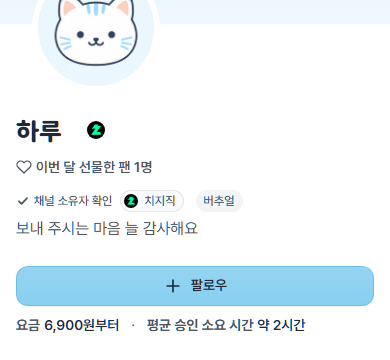 하루
이번 달 선물한 팬 1명
채널 소유자 확인 치지직 버추얼
보내 주시는 마음 늘 감사해요
+ 팔로우
요금 6,900원부터 · 평균 승인 소요 시간 약 2시간